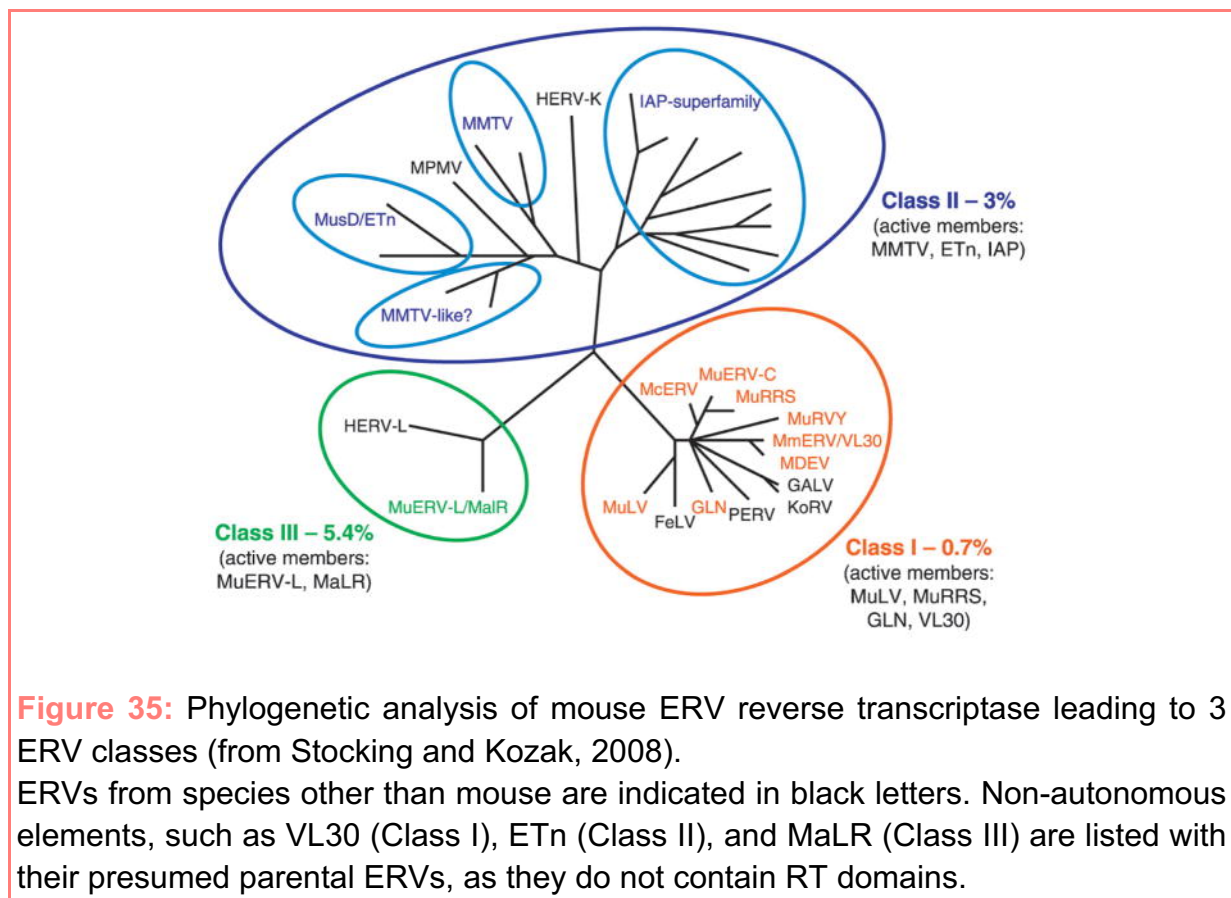 HERV-K
IAP-superfamily
MMTV
MPMV
MusD/ETn
MMTV-like?
Class II – 3%
(active members:
MMTV, ETn, IAP)
MuERV-C
McERV
MuRRS
MuRVY
MmERV/VL30
MDEV
GALV
KoRV
PERV
GLN
FeLV
MuLV
HERV-L
MuERV-L/MalR
Class III – 5.4%
(active members:
MuERV-L, MaLR)
Class I – 0.7%
(active members:
MuLV, MuRRS,
GLN, VL30)
Figure 35: Phylogenetic analysis of mouse ERV reverse transcriptase leading to 3
ERV classes (from Stocking and Kozak, 2008).
ERVs from species other than mouse are indicated in black letters. Non-autonomous
elements, such as VL30 (Class I), ETn (Class II), and MaLR (Class III) are listed with
their presumed parental ERVs, as they do not contain RT domains.